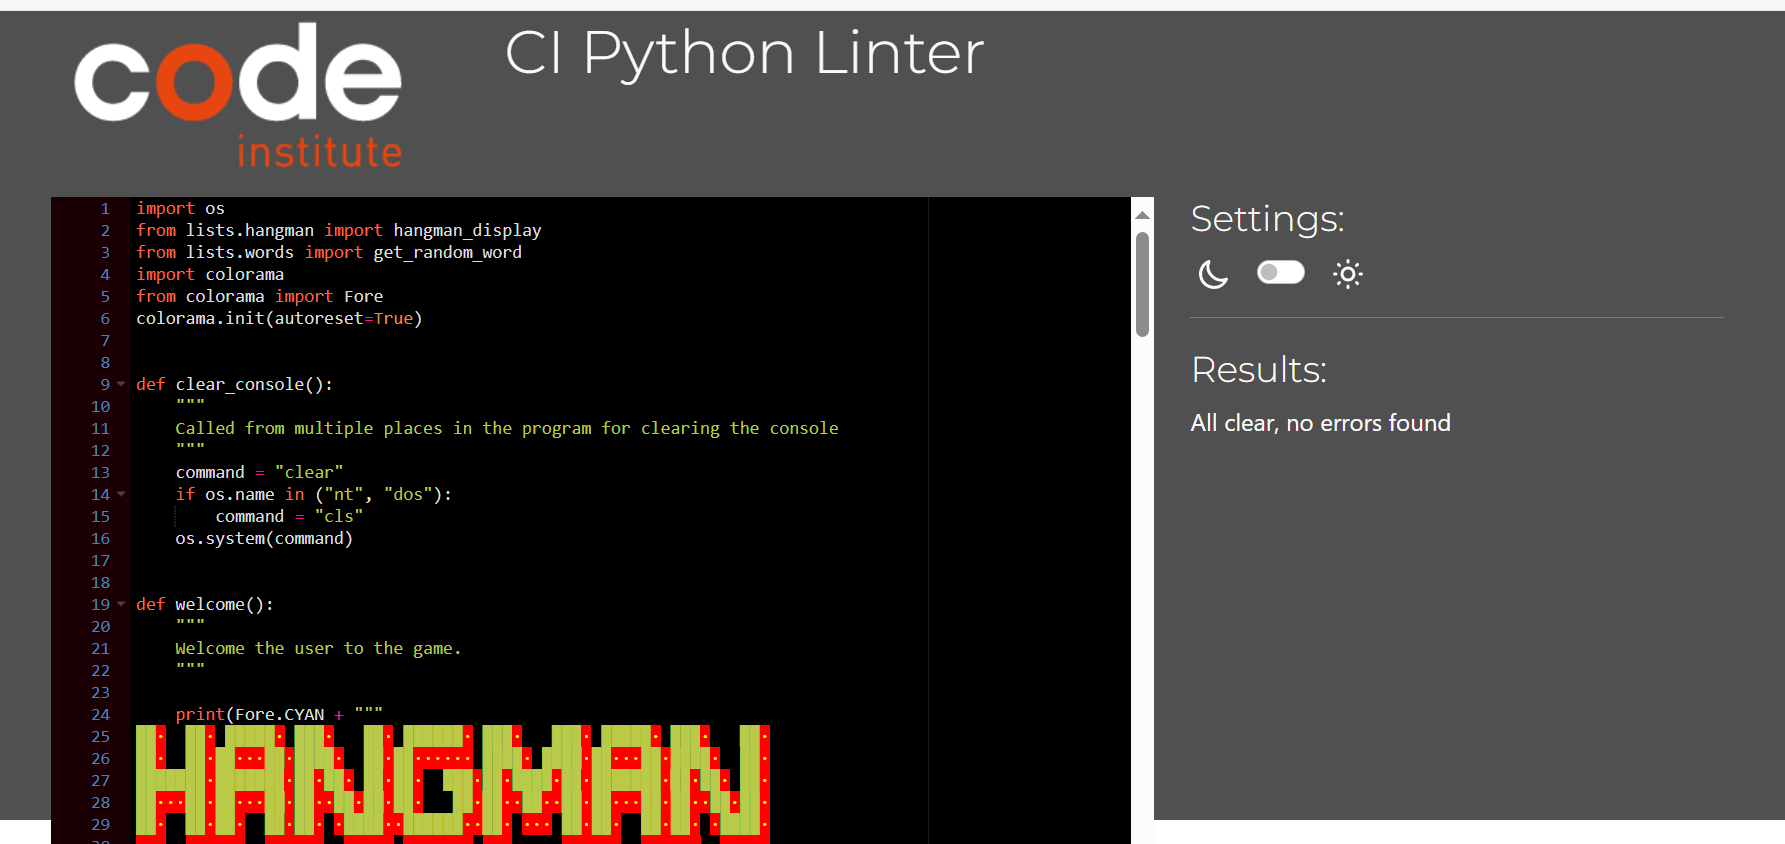 code
institute
CI Python Linter
1 import os
2 from lists.hangman import hangman_display
3 from lists.words import get_random_word
4 import colorama
5 from colorama import Fore
6 colorama.init(autoreset=True)
7
8
9 def clear_console():
10 """
11 Called from multiple places in the program for clearing the console
12 """
13 command = "clear"
14 if os.name in ("nt", "dos"):
15 command = "cls"
16 os.system(command)
17
18
19 def welcome():
20 """
21 Welcome the user to the game.
22 """
23
24 print(Fore.CYAN + """
25
26
27
28
29
HANGMAN
Settings:
Results:
All clear, no errors found